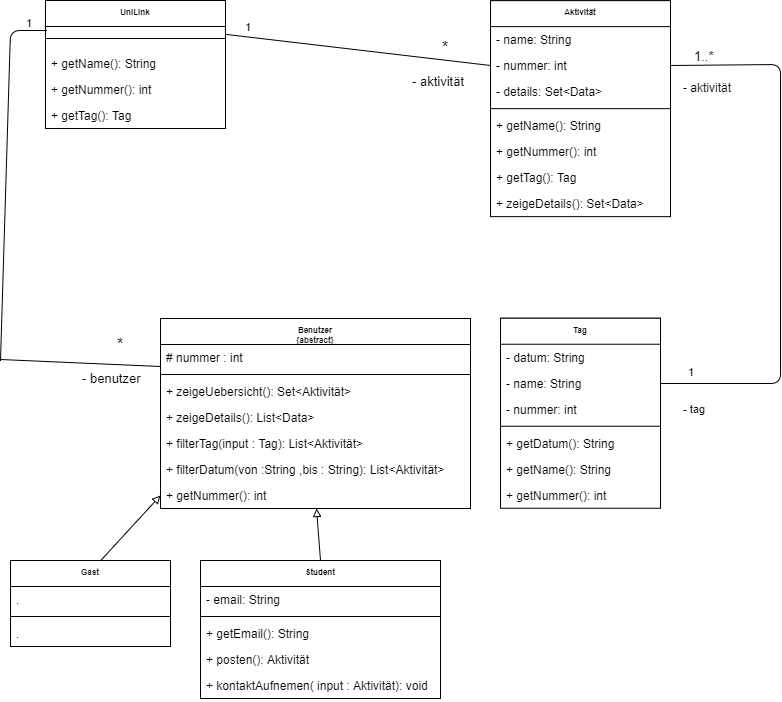 UniLink
+ getName(): String
+ getNummer(): int
+ getTag(): Tag
1
1
*
- aktivität
Aktivität
- name: String
- nummer: int
- details: Set<Data>
+ getName(): String
+ getNummer(): int
+ getTag(): Tag
+ zeigeDetails(): Set<Data>
1..*
- aktivität
*
- benutzer
Benutzer
{abstract}
# nummer : int
+ zeigeUebersicht(): Set<Aktivität>
+ zeigeDetails(): List<Data>
+ filterTag(input : Tag): List<Aktivität>
+ filterDatum(von :String ,bis : String): List<Aktivität>
+ getNummer(): int
Tag
- datum: String
- name: String
- nummer: int
+ getDatum(): String
+ getName(): String
+ getNummer(): int
1
- tag
Gast
.
.
Student
- email: String
+ getEmail(): String
+ posten(): Aktivität
+ kontaktAufnemen( input : Aktivität): void